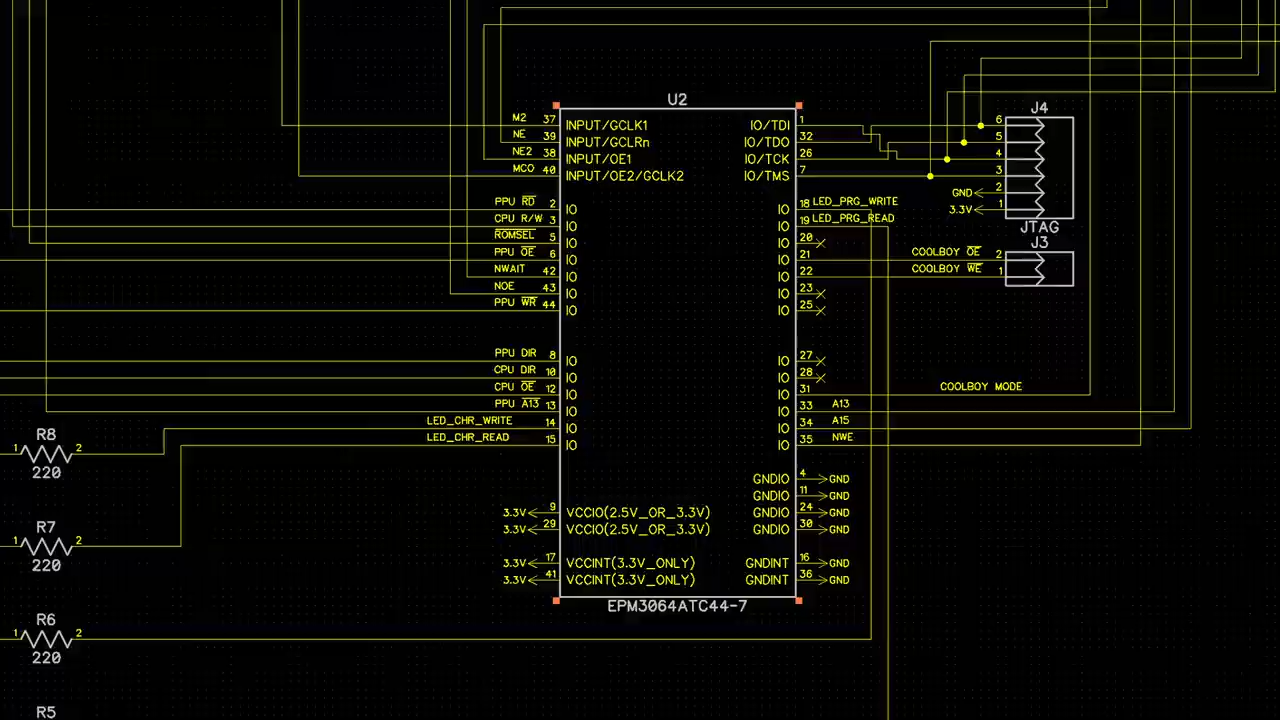 U2
J4
M2 37 INPUT/GCLK1 IO/TDI 1 6
NE 39 INPUT/GCLRn IO/TDO 32 5
NE2 38 INPUT/OE1 IO/TCK 26 4
MCO 40 INPUT/OE2/GCLK2 IO/TMS 7 3
GND 2
PPU RD 2 IO IO 18 LED_PRG_WRITE 3.3V 1
CPU R/W 3 IO IO 19 LED_PRG_READ JTAG
ROMSEL 5 IO IO 20 J3
PPU OE 6 IO IO 21 COOLBOY OE 2
NWAIT 42 IO IO 22 COOLBOY WE 1
NOE 43 IO IO 23
PPU WR 44 IO IO 25
PPU DIR 8 IO IO 27
CPU DIR 10 IO IO 28
CPU OE 12 IO IO 31 COOLBOY MODE
PPU A13 13 IO IO 33 A13
LED_CHR_WRITE 14 IO IO 34 A15
LED_CHR_READ 15 IO IO 35 NWE
R8
1 2
220
GNDIO 4 GND
GNDIO 11 GND
3.3V 9 VCCIO(2.5V_OR_3.3V) GNDIO 24 GND
3.3V 29 VCCIO(2.5V_OR_3.3V) GNDIO 30 GND
R7
1 2
220
3.3V 17 VCCINT(3.3V_ONLY) GNDINT 16 GND
3.3V 41 VCCINT(3.3V_ONLY) GNDINT 36 GND
EPM3064ATC44-7
R6
1 2
220
R5